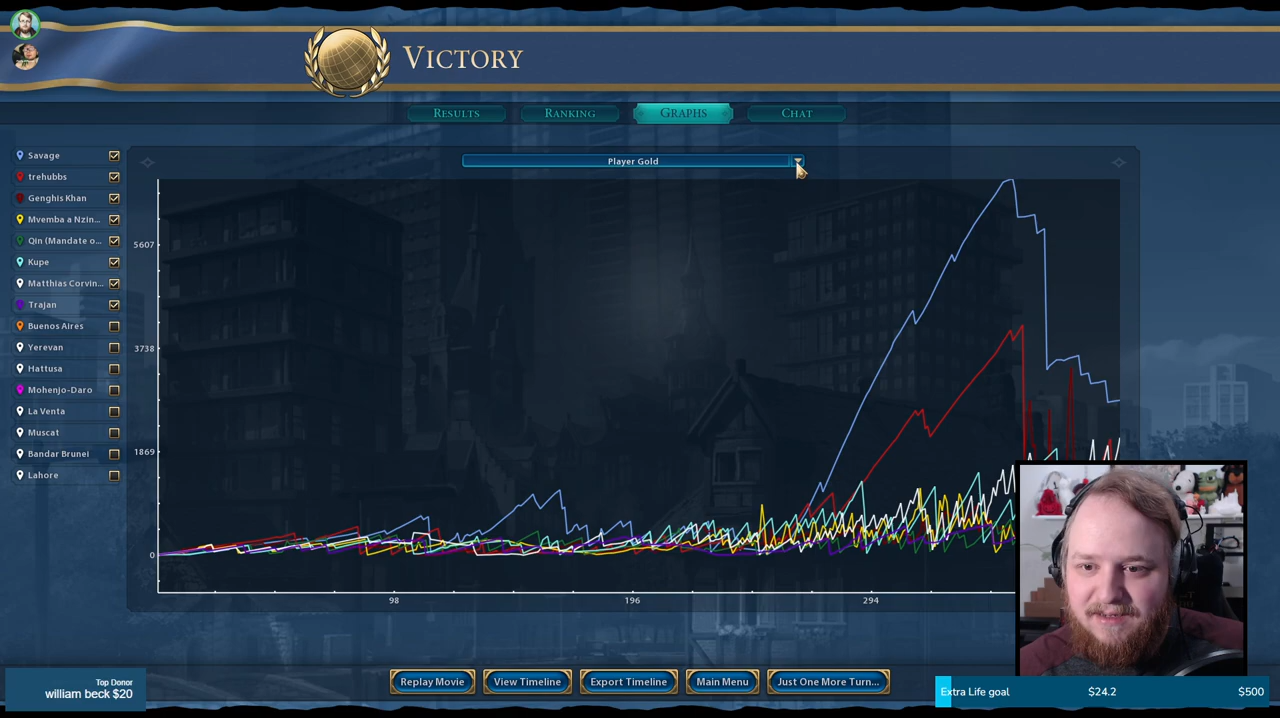 VICTORY
RESULTS
RANKING
GRAPHS
CHAT
Player Gold
Savage
trehubbs
Genghis Khan
Mvemba a Nzin...
Qin (Mandate o...
Kupe
Matthias Corvin...
Trajan
Buenos Aires
Yerevan
Hattusa
Mohenjo-Daro
La Venta
Muscat
Bandar Brunei
Lahore
5607
3738
1869
0
98
196
294
Replay Movie
View Timeline
Export Timeline
Main Menu
Just One More Turn...
Top Donor
william beck $20
Extra Life goal
$24.2
$500